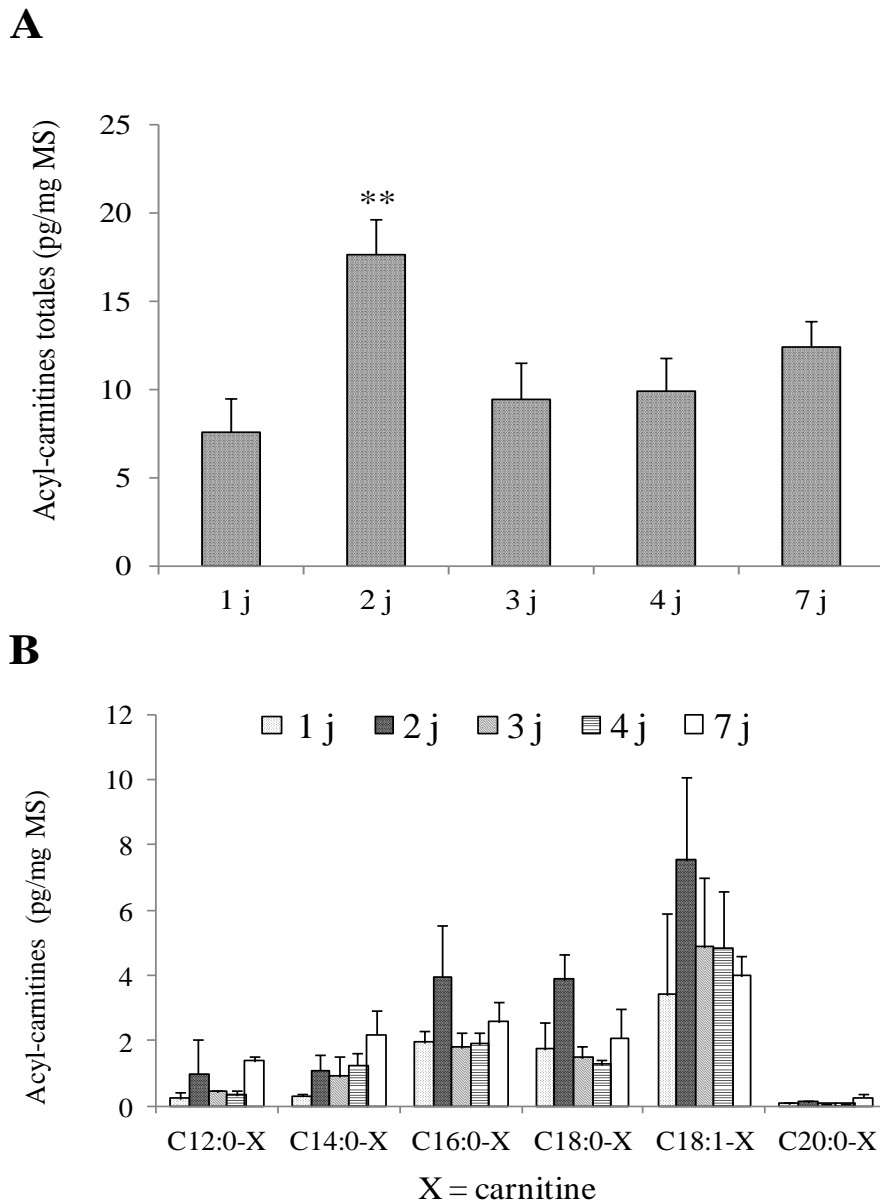 A
Acyl-carnitines totales (pg/mg MS)
25
20
15
10
5
0
**
1 j 2 j 3 j 4 j 7 j
B
Acyl-carnitines (pg/mg MS)
12
10
8
6
4
2
0
1 j 2 j 3 j 4 j 7 j
C12:0-X C14:0-X C16:0-X C18:0-X C18:1-X C20:0-X
X = carnitine